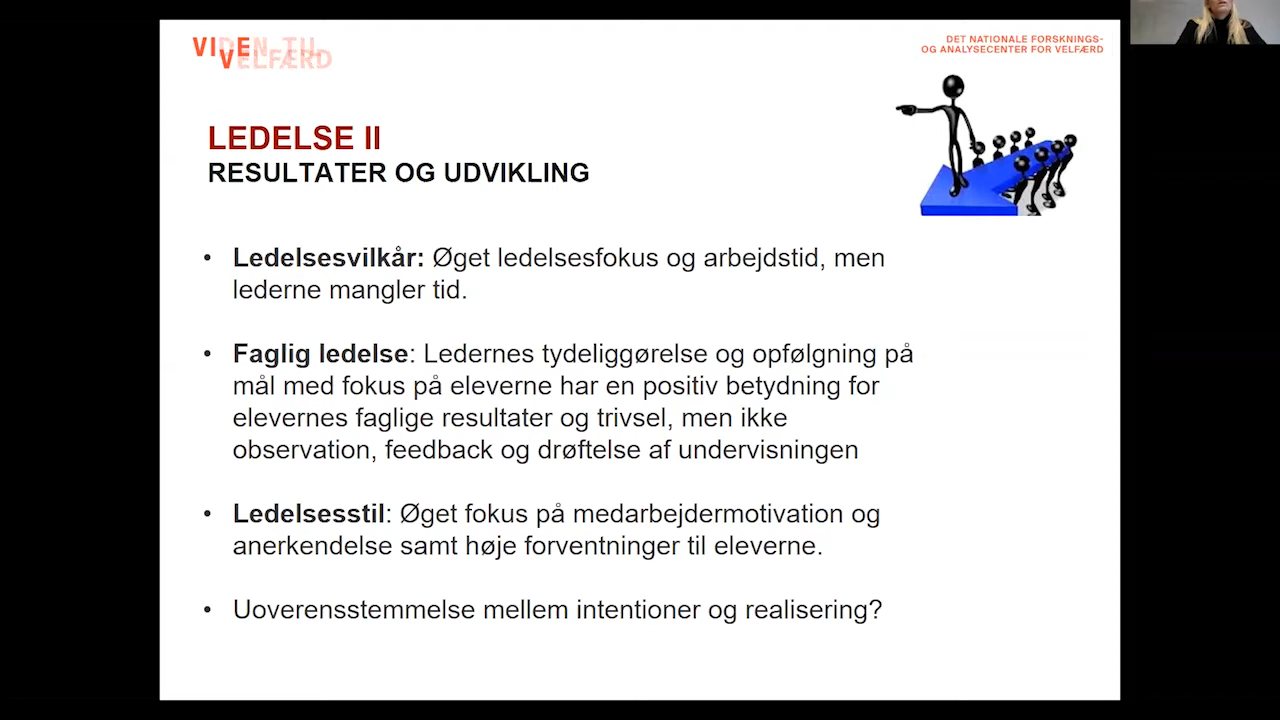 VIDEN TIL
VELFÆRD
DET NATIONALE FORSKNINGS-
OG ANALYSECENTER FOR VELFÆRD
LEDELSE II
RESULTATER OG UDVIKLING
• Ledelsesvilkår: Øget ledelsesfokus og arbejdstid, men
lederne mangler tid.
• Faglig ledelse: Ledernes tydeliggørelse og opfølgning på
mål med fokus på eleverne har en positiv betydning for
elevernes faglige resultater og trivsel, men ikke
observation, feedback og drøftelse af undervisningen
• Ledelsesstil: Øget fokus på medarbejdermotivation og
anerkendelse samt høje forventninger til eleverne.
• Uoverensstemmelse mellem intentioner og realisering?